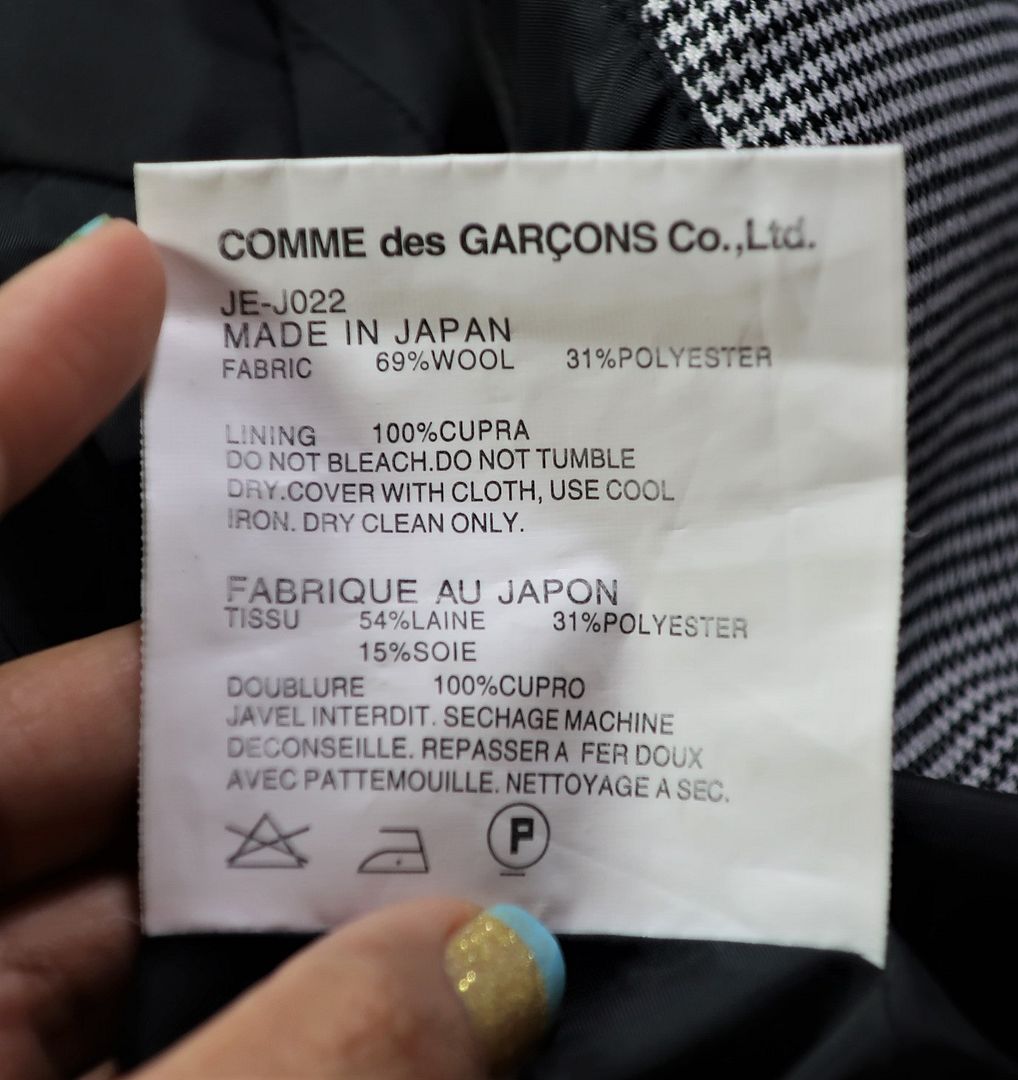 COMME des GARÇONS Co.,Ltd.
JE-J022
MADE IN JAPAN
FABRIC 69%WOOL 31%POLYESTER
LINING 100%CUPRA
DO NOT BLEACH.DO NOT TUMBLE
DRY.COVER WITH CLOTH, USE COOL
IRON. DRY CLEAN ONLY.
FABRIQUE AU JAPON
TISSU 54%LAINE 31%POLYESTER
15%SOIE
DOUBLURE 100%CUPRO
JAVEL INTERDIT. SECHAGE MACHINE
DECONSEILLE. REPASSER A FER DOUX
AVEC PATTEMOUILLE. NETTOYAGE A SEC.
P